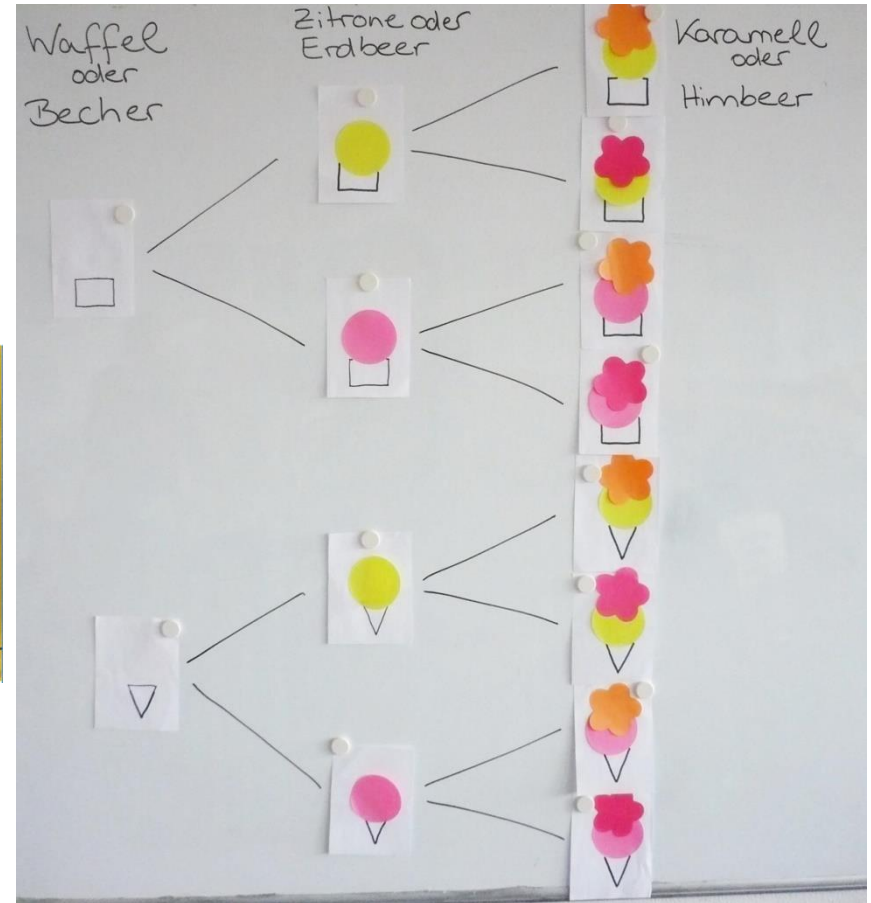 Waffel
oder
Becher
Zitrone oder
Erdbeer
Karamell
oder
Himbeer